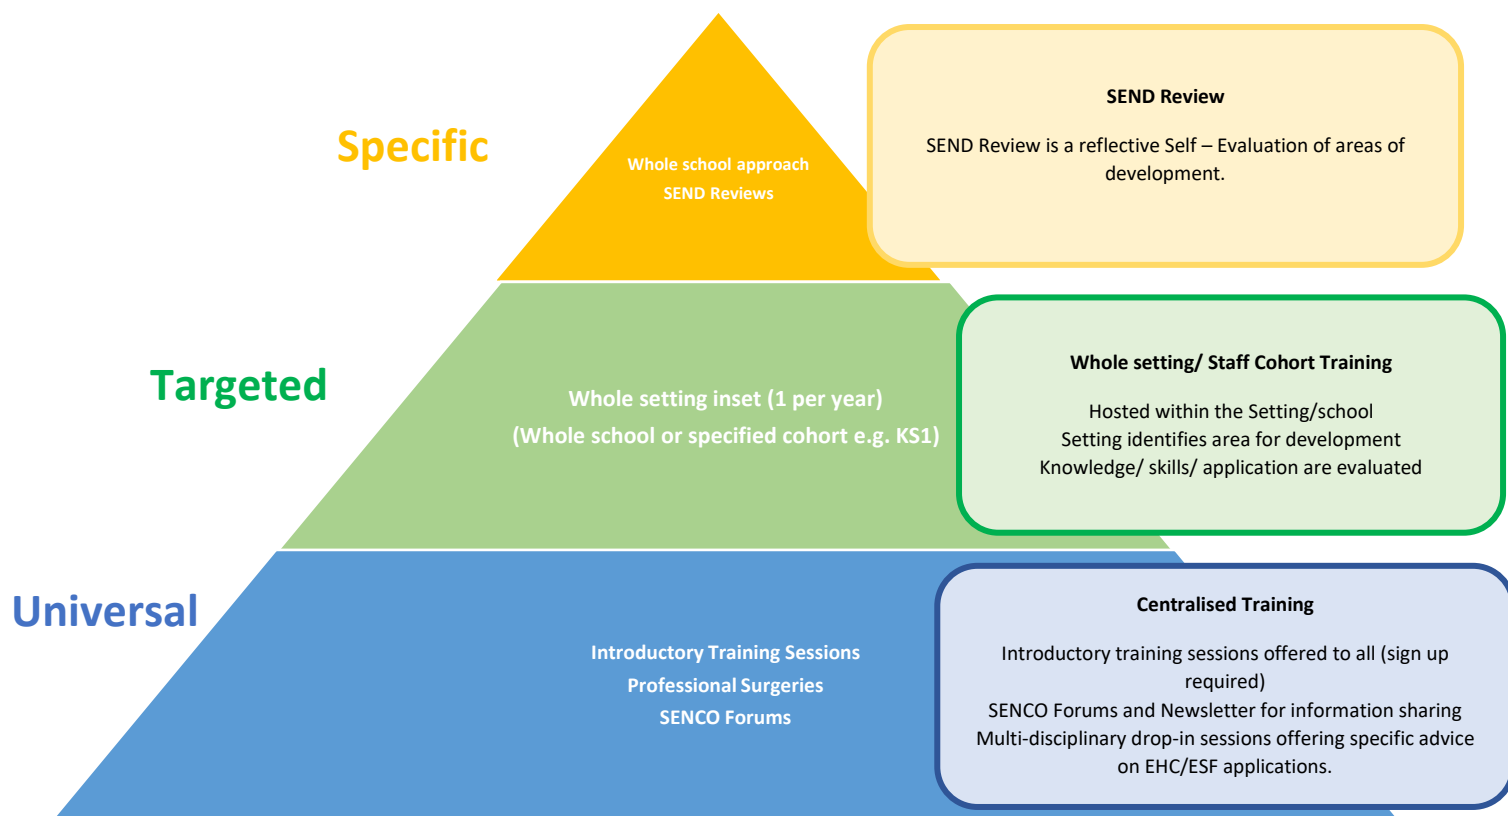 Specific
Whole school approach
SEND Reviews
SEND Review
SEND Review is a reflective Self – Evaluation of areas of
development.
Targeted
Whole setting inset (1 per year)
(Whole school or specified cohort e.g. KS1)
Whole setting/ Staff Cohort Training
Hosted within the Setting/school
Setting identifies area for development
Knowledge/ skills/ application are evaluated
Universal
Introductory Training Sessions
Professional Surgeries
SENCO Forums
Centralised Training
Introductory training sessions offered to all (sign up
required)
SENCO Forums and Newsletter for information sharing
Multi-disciplinary drop-in sessions offering specific advice
on EHC/ESF applications.